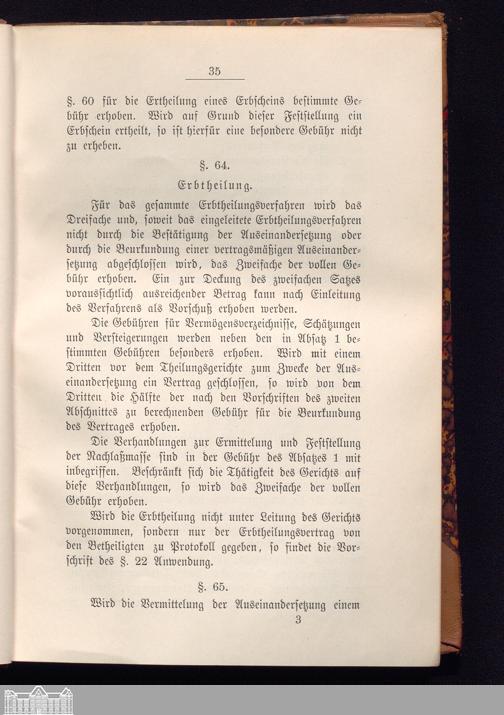 35
§. 60 für die Ertheilung eines Erbscheins bestimmte Ge-
bühr erhoben. Wird auf Grund dieser Feststellung ein
Erbschein ertheilt, so ist hierfür eine besondere Gebühr nicht
zu erheben.
§. 64.
Erbtheilung.
Für das gesammte Erbtheilungsverfahren wird das
Dreifache und, soweit das eingeleitete Erbtheilungsverfahren
nicht durch die Bestätigung der Auseinandersetzung oder
durch die Beurkundung einer vertragsmäßigen Auseinander-
setzung abgeschlossen wird, das Zweifache der vollen Ge-
bühr erhoben. Ein zur Deckung des zweifachen Satzes
voraussichtlich ausreichender Betrag kann nach Einleitung
des Verfahrens als Vorschuß erhoben werden.
Die Gebühren für Vermögensverzeichnisse, Schätzungen
und Versteigerungen werden neben den in Absatz 1 be-
stimmten Gebühren besonders erhoben. Wird mit einem
Dritten vor dem Theilungsgerichte zum Zwecke der Aus-
einandersetzung ein Vertrag geschlossen, so wird von dem
Dritten die Hälfte der nach den Vorschriften des zweiten
Abschnittes zu berechnenden Gebühr für die Beurkundung
des Vertrages erhoben.
Die Verhandlungen zur Ermittelung und Feststellung
der Nachlaßmasse sind in der Gebühr des Absatzes 1 mit
inbegriffen. Beschränkt sich die Thätigkeit des Gerichts auf
diese Verhandlungen, so wird das Zweifache der vollen
Gebühr erhoben.
Wird die Erbtheilung nicht unter Leitung des Gerichts
vorgenommen, sondern nur der Erbtheilungsvertrag von
den Betheiligten zu Protokoll gegeben, so findet die Vor-
schrift des §. 22 Anwendung.
§. 65.
Wird die Vermittelung der Auseinandersetzung einem
3